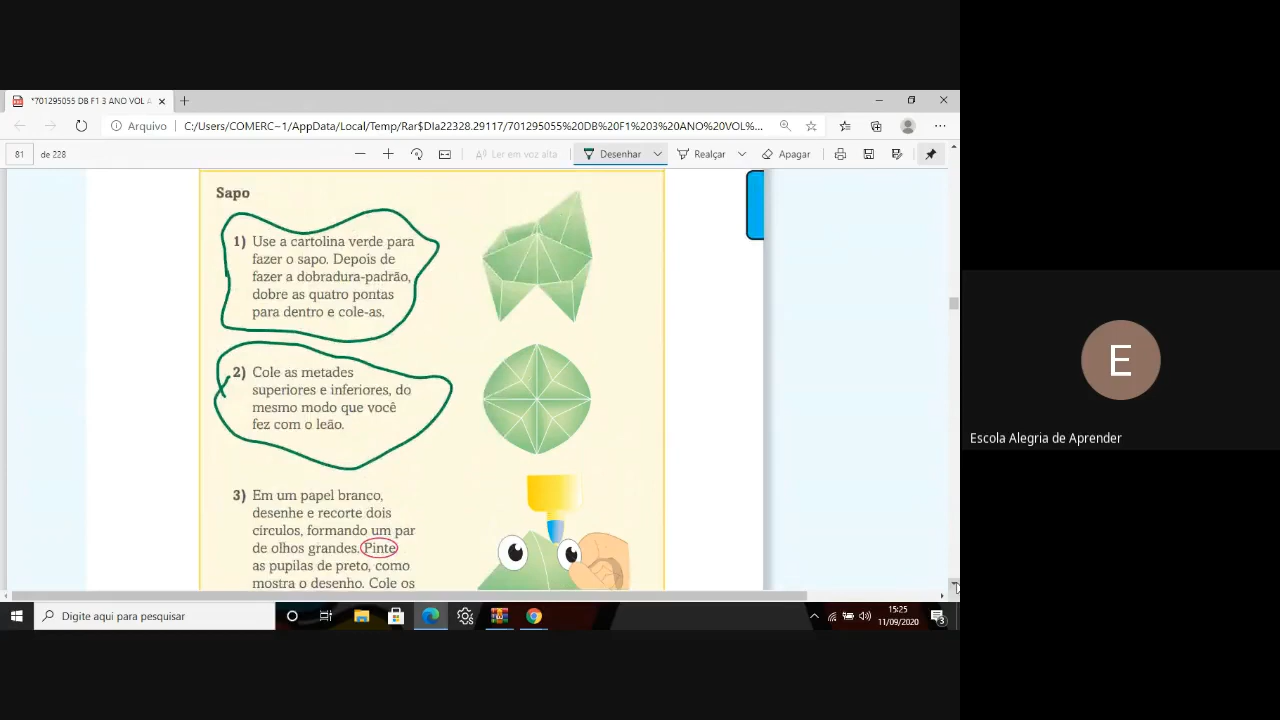 *701295055 DB F1 3 ANO VOL
Arquivo
C:/Users/COMERC~1/AppData/Local/Temp/Rar$DIa22328.29117/701295055%20DB%20F1%203%20ANO%20VOL%...
81
de 228
Ler em voz alta
Desenhar
Realçar
Apagar
Sapo
1) Use a cartolina verde para
fazer o sapo. Depois de
fazer a dobradura-padrão,
dobre as quatro pontas
para dentro e cole-as.
2) Cole as metades
superiores e inferiores, do
mesmo modo que você
fez com o leão.
3) Em um papel branco,
desenhe e recorte dois
círculos, formando um par
de olhos grandes. Pinte
as pupilas de preto, como
mostra o desenho. Cole os
E
Escola Alegria de Aprender
Digite aqui para pesquisar
15:25
11/09/2020
3